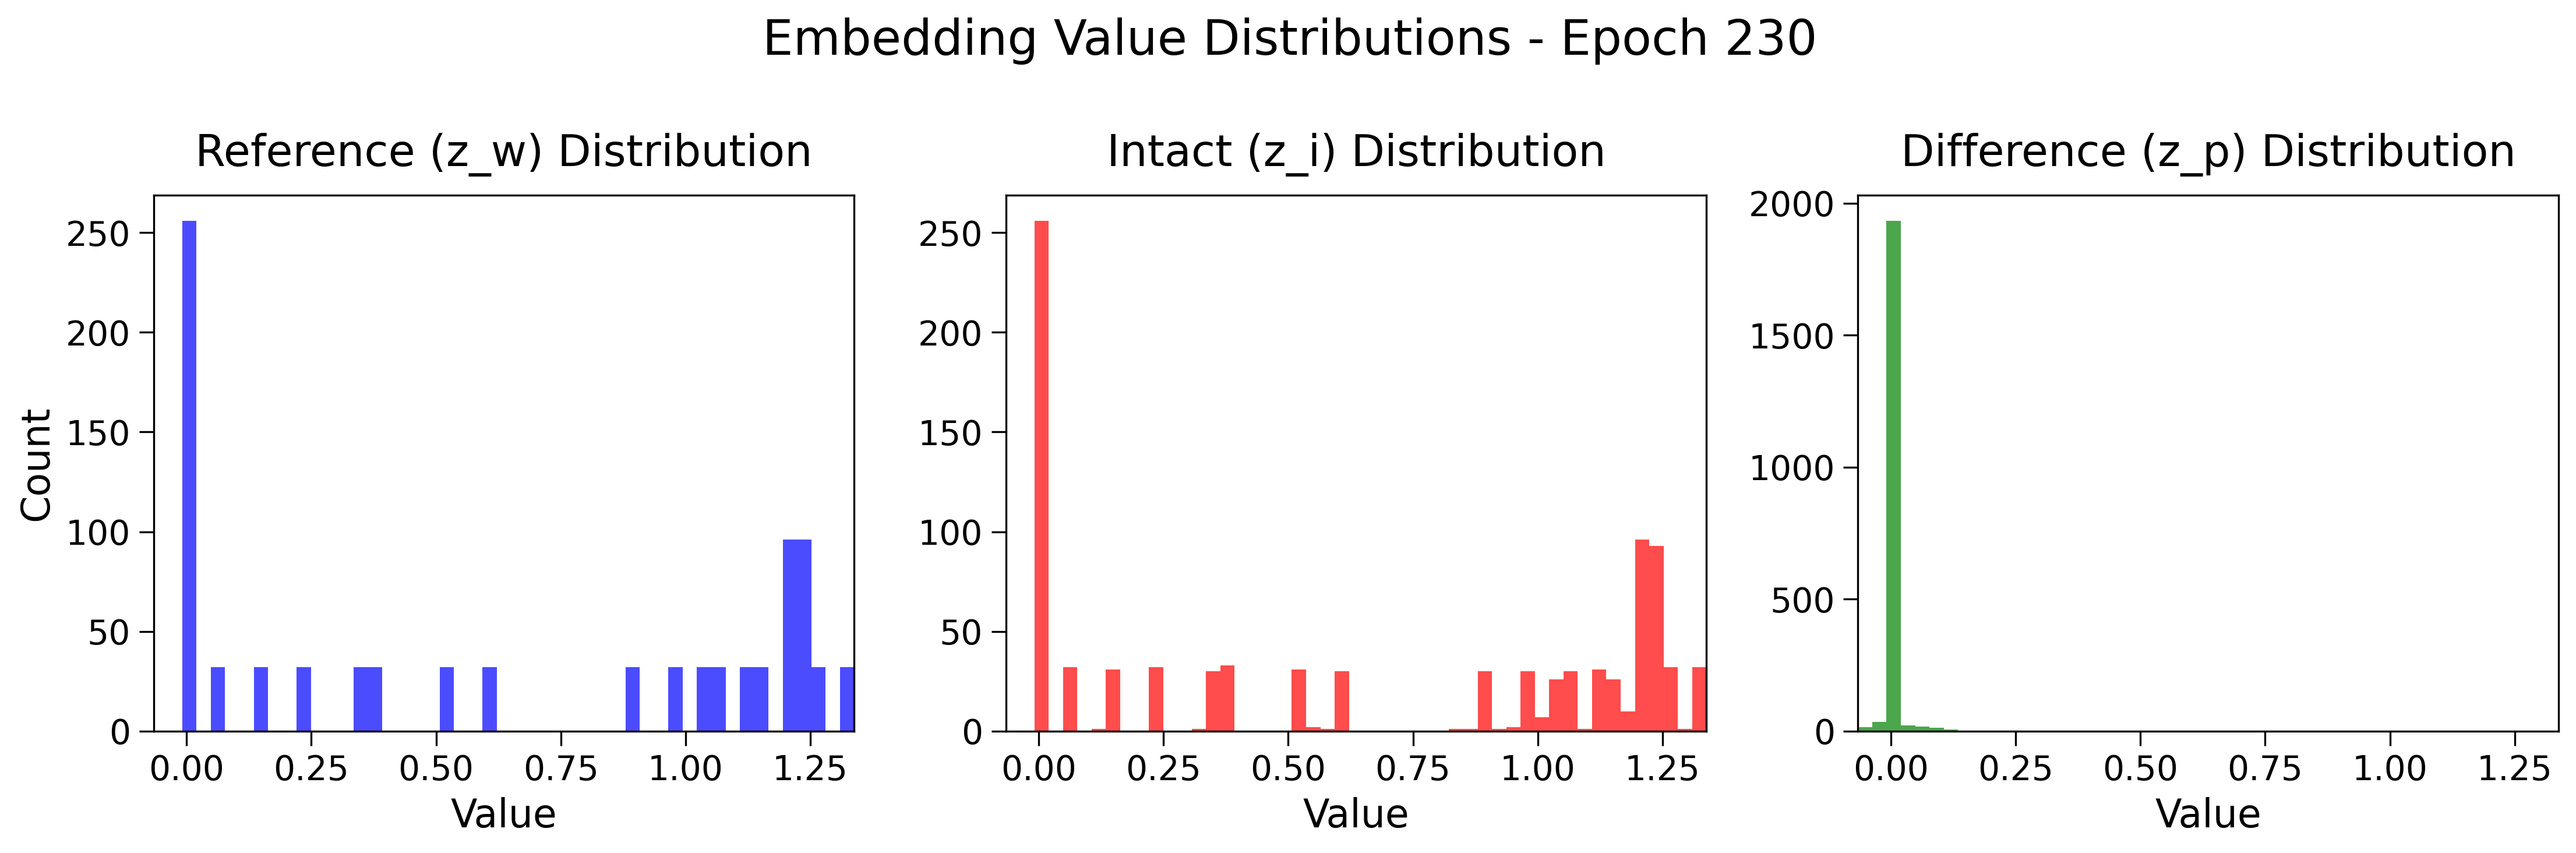 Embedding Value Distributions - Epoch 230
Reference (z_w) Distribution
Count
250
200
150
100
50
0
0.00 0.25 0.50 0.75 1.00 1.25
Value
Intact (z_i) Distribution
250
200
150
100
50
0
0.00 0.25 0.50 0.75 1.00 1.25
Value
Difference (z_p) Distribution
2000
1500
1000
500
0
0.00 0.25 0.50 0.75 1.00 1.25
Value